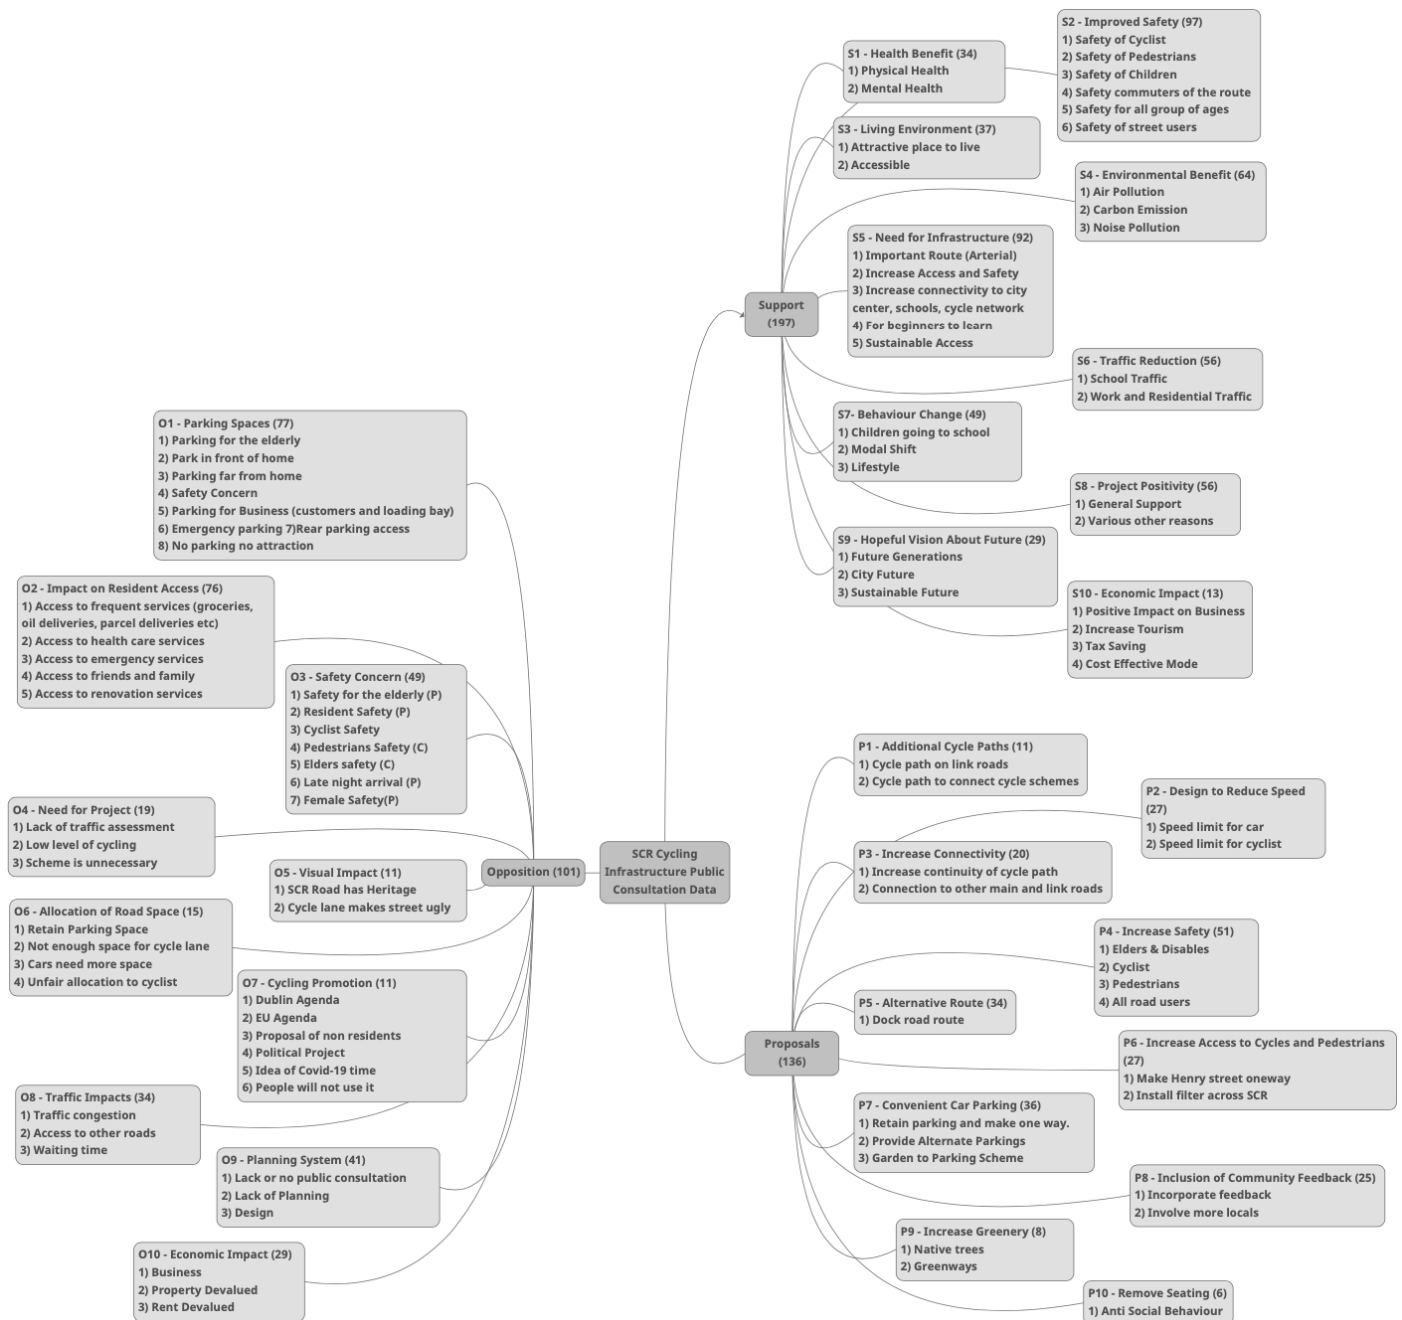 S2 - Improved Safety (97)
1) Safety of Cyclist
2) Safety of Pedestrians
3) Safety of Children
4) Safety commuters of the route
5) Safety for all group of ages
6) Safety of street users
S1 - Health Benefit (34)
1) Physical Health
2) Mental Health
S3 - Living Environment (37)
1) Attractive place to live
2) Accessible
S4 - Environmental Benefit (64)
1) Air Pollution
2) Carbon Emission
3) Noise Pollution
S5 - Need for Infrastructure (92)
1) Important Route (Arterial)
2) Increase Access and Safety
3) Increase connectivity to city
center, schools, cycle network
4) For beginners to learn
5) Sustainable Access
Support
(197)
S6 - Traffic Reduction (56)
1) School Traffic
2) Work and Residential Traffic
S7- Behaviour Change (49)
1) Children going to school
2) Modal Shift
3) Lifestyle
S8 - Project Positivity (56)
1) General Support
2) Various other reasons
S9 - Hopeful Vision About Future (29)
1) Future Generations
2) City Future
3) Sustainable Future
S10 - Economic Impact (13)
1) Positive Impact on Business
2) Increase Tourism
3) Tax Saving
4) Cost Effective Mode
O1 - Parking Spaces (77)
1) Parking for the elderly
2) Park in front of home
3) Parking far from home
4) Safety Concern
5) Parking for Business (customers and loading bay)
6) Emergency parking 7)Rear parking access
8) No parking no attraction
O2 - Impact on Resident Access (76)
1) Access to frequent services (groceries,
oil deliveries, parcel deliveries etc)
2) Access to health care services
3) Access to emergency services
4) Access to friends and family
5) Access to renovation services
O3 - Safety Concern (49)
1) Safety for the elderly (P)
2) Resident Safety (P)
3) Cyclist Safety
4) Pedestrians Safety (C)
5) Elders safety (C)
6) Late night arrival (P)
7) Female Safety(P)
O4 - Need for Project (19)
1) Lack of traffic assessment
2) Low level of cycling
3) Scheme is unnecessary
O5 - Visual Impact (11)
1) SCR Road has Heritage
2) Cycle lane makes street ugly
Opposition (101)
SCR Cycling
Infrastructure Public
Consultation Data
O6 - Allocation of Road Space (15)
1) Retain Parking Space
2) Not enough space for cycle lane
3) Cars need more space
4) Unfair allocation to cyclist
O7 - Cycling Promotion (11)
1) Dublin Agenda
2) EU Agenda
3) Proposal of non residents
4) Political Project
5) Idea of Covid-19 time
6) People will not use it
O8 - Traffic Impacts (34)
1) Traffic congestion
2) Access to other roads
3) Waiting time
O9 - Planning System (41)
1) Lack or no public consultation
2) Lack of Planning
3) Design
O10 - Economic Impact (29)
1) Business
2) Property Devalued
3) Rent Devalued
P1 - Additional Cycle Paths (11)
1) Cycle path on link roads
2) Cycle path to connect cycle schemes
P2 - Design to Reduce Speed
(27)
1) Speed limit for car
2) Speed limit for cyclist
P3 - Increase Connectivity (20)
1) Increase continuity of cycle path
2) Connection to other main and link roads
P4 - Increase Safety (51)
1) Elders & Disables
2) Cyclist
3) Pedestrians
4) All road users
P5 - Alternative Route (34)
1) Dock road route
Proposals
(136)
P6 - Increase Access to Cycles and Pedestrians
(27)
1) Make Henry street oneway
2) Install filter across SCR
P7 - Convenient Car Parking (36)
1) Retain parking and make one way.
2) Provide Alternate Parkings
3) Garden to Parking Scheme
P8 - Inclusion of Community Feedback (25)
1) Incorporate feedback
2) Involve more locals
P9 - Increase Greenery (8)
1) Native trees
2) Greenways
P10 - Remove Seating (6)
1) Anti Social Behaviour